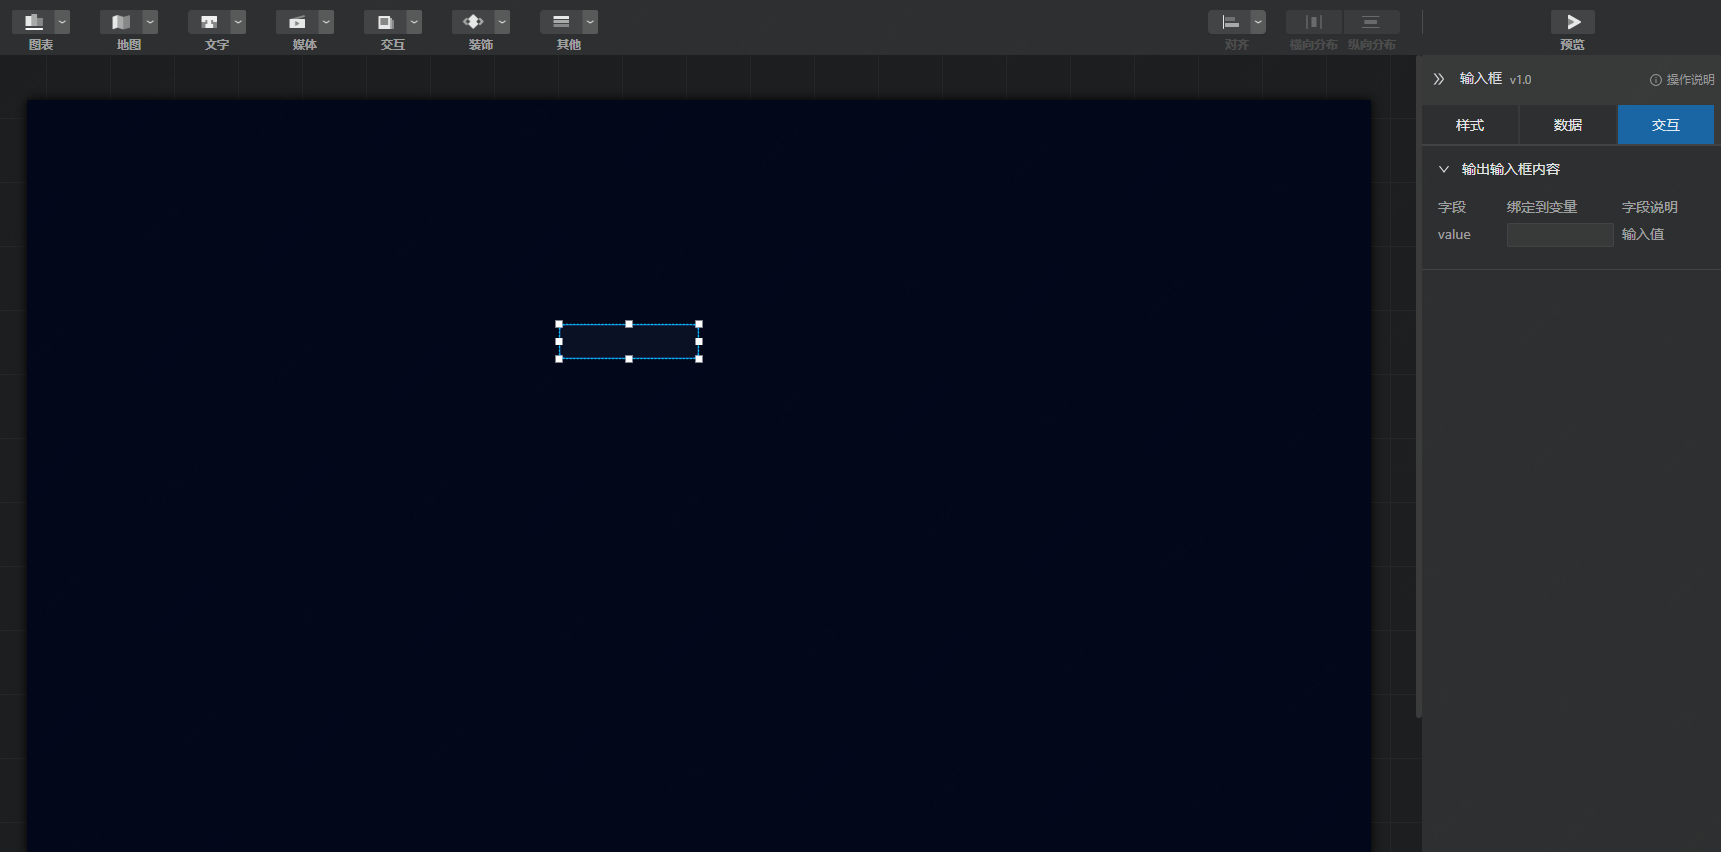 图表 地图 文字 媒体 交互 装饰 其他 对齐 横向分布 纵向分布 预览
输入框 v1.0 操作说明
样式 数据 交互
输出输入框内容
字段 绑定到变量 字段说明
value 输入值